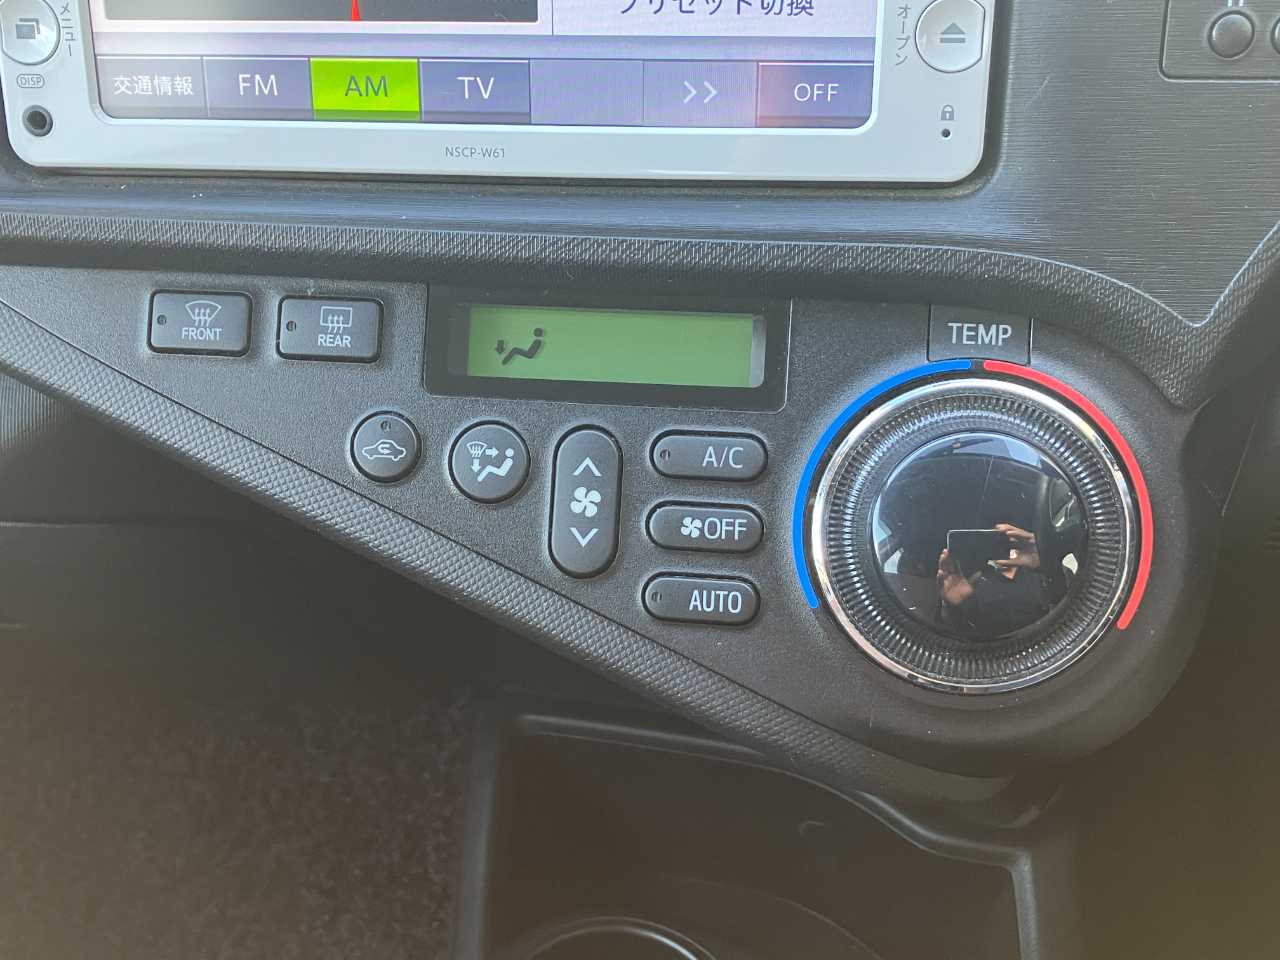 メニュー
プリセット切換
オープン
DISP
交通情報
FM
AM
TV
>>
OFF
NSCP-W61
FRONT
REAR
TEMP
A/C
OFF
AUTO